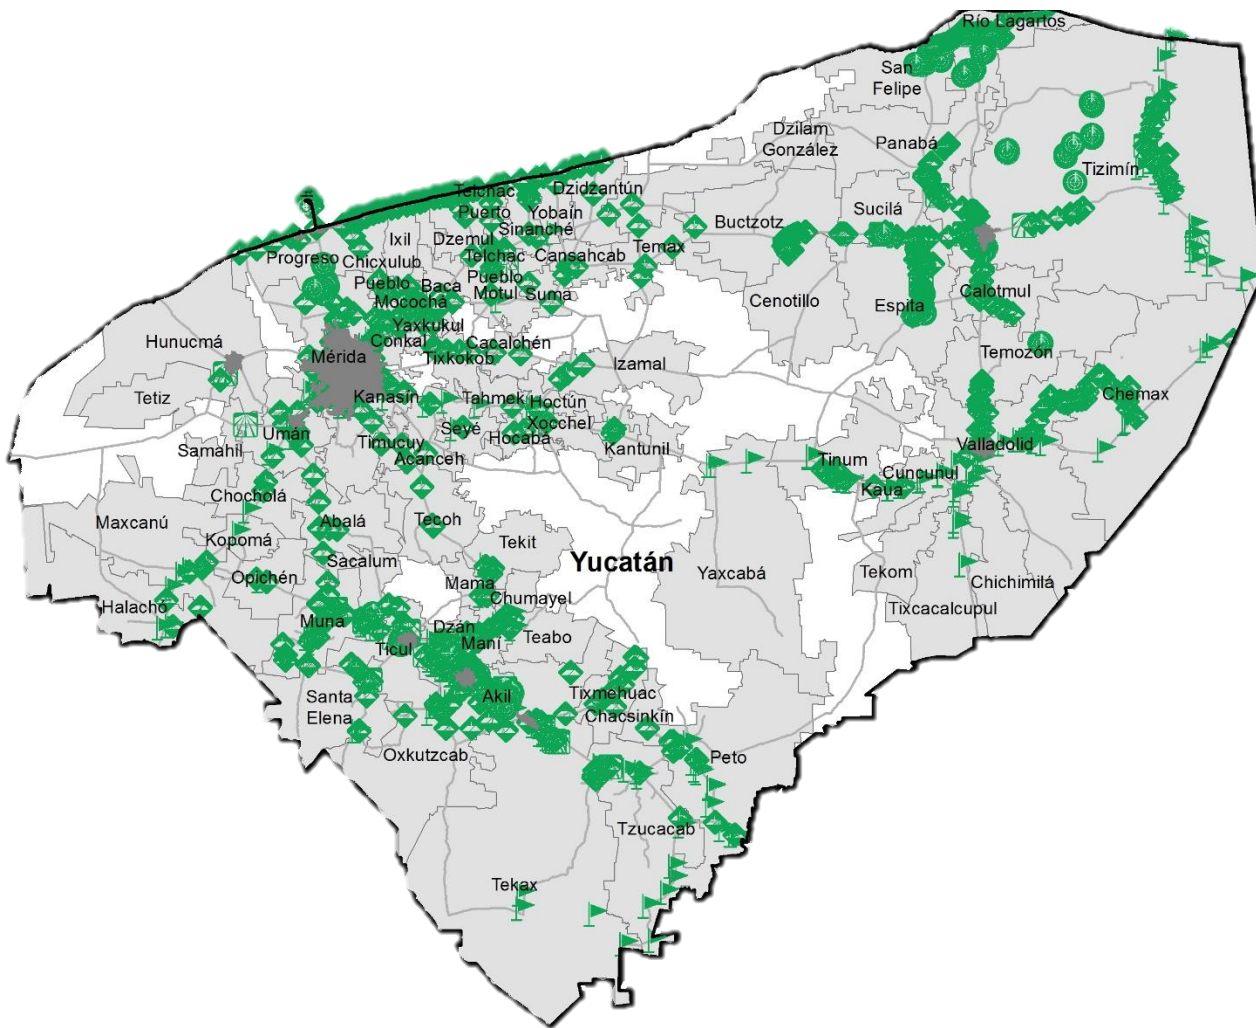 Río Lagartos
San
Felipe
Dzilam
González
Panabá
Tizimín
Telchac
Puerto
Dzidzantún
Yobaín
Sinanché
Buctzotz
Sucilá
Ixil
Dzemul
Telchac
Pueblo
Cansahcab
Temax
Progreso
Chicxulub
Pueblo
Baca
Mocochá
Motul
Suma
Cenotillo
Espita
Calotmul
Hunucmá
Mérida
Yaxkukul
Conkal
Tixkokob
Cacalchén
Izamal
Temozón
Tetiz
Kanasín
Tahmek
Hoctún
Xocchel
Chemax
Samahil
Umán
Timucuy
Acanceh
Seyé
Hocabá
Kantunil
Tinum
Cuncunul
Kaua
Valladolid
Chocholá
Maxcanú
Kopomá
Abalá
Tecoh
Tekit
Sacalum
Opichén
Yucatán
Mama
Chumayel
Yaxcabá
Tekom
Chichimilá
Tixcacalcupul
Halachó
Muna
Ticul
Dzán
Maní
Teabo
Santa
Elena
Akil
Tixmehuac
Chacsinkín
Oxkutzcab
Peto
Tzucacab
Tekax